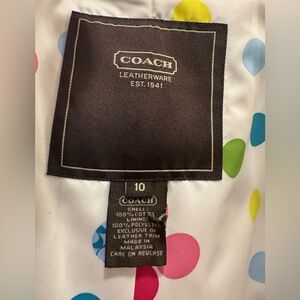 COACH
LEATHERWARE
EST. 1941
10
COACH
SHELL:
100% COTTON
LINING:
100% POLYESTER
EXCLUSIVE OF
LEATHER TRIM
MADE IN
MALAYSIA
CARE ON REVERSE